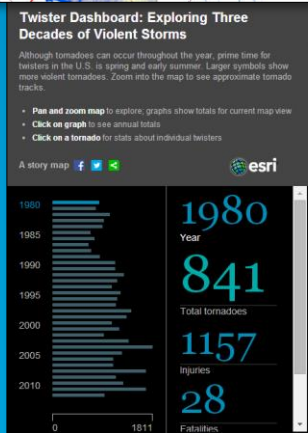 Twister Dashboard: Exploring Three
Decades of Violent Storms
Although tornadoes can occur throughout the year, prime time for
twisters in the U.S. is spring and early summer. Larger symbols show
more violent tornadoes. Zoom into the map to see approximate tornado
tracks.
• Pan and zoom map to explore; graphs show totals for current map view
• Click on graph to see annual totals
• Click on a tornado for stats about individual twisters
A story map
esri
1980
1985
1990
1995
2000
2005
2010
0 1811
1980
Year
841
Total tornadoes
1157
Injuries
28
Fatalities